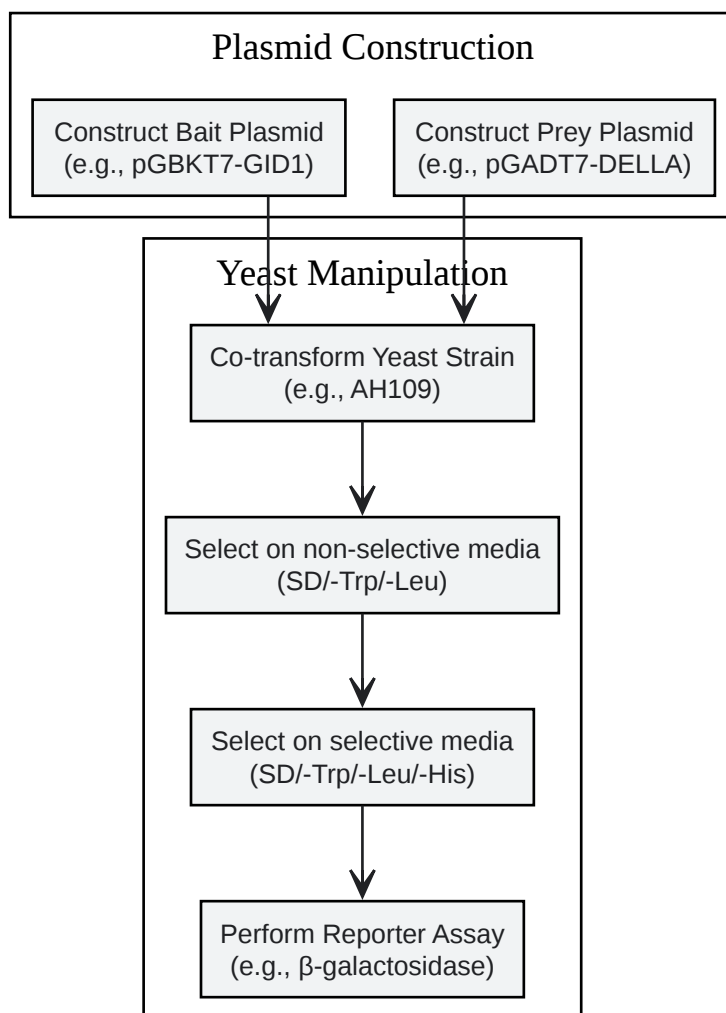 Plasmid Construction
Construct Bait Plasmid
(e.g., pGBKT7-GID1)
Construct Prey Plasmid
(e.g., pGADT7-DELLA)
Yeast Manipulation
Co-transform Yeast Strain
(e.g., AH109)
Select on non-selective media
(SD/-Trp/-Leu)
Select on selective media
(SD/-Trp/-Leu/-His)
Perform Reporter Assay
(e.g., β-galactosidase)